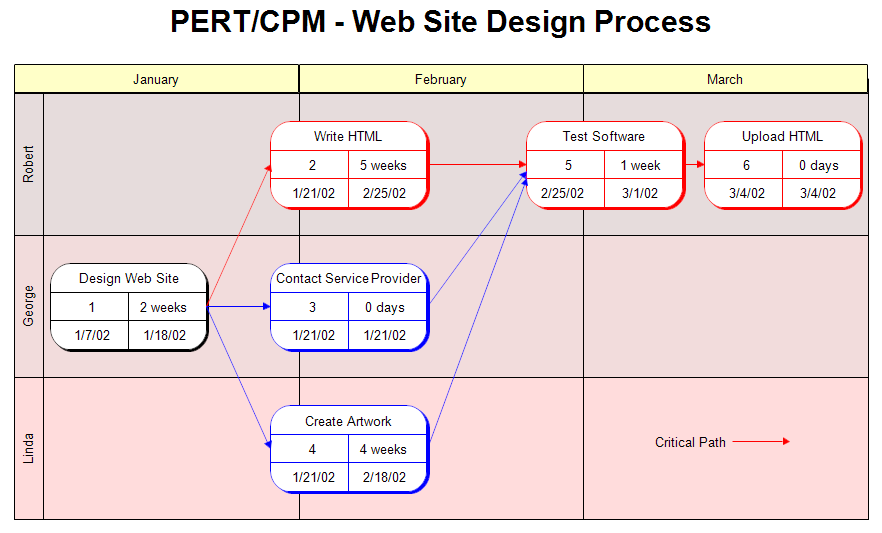 PERT/CPM - Web Site Design Process
January February March
Robert
Write HTML
2 5 weeks
1/21/02 2/25/02
Test Software
5 1 week
2/25/02 3/1/02
Upload HTML
6 0 days
3/4/02 3/4/02
George
Design Web Site
1 2 weeks
1/7/02 1/18/02
Contact Service Provider
3 0 days
1/21/02 1/21/02
Linda
Create Artwork
4 4 weeks
1/21/02 2/18/02
Critical Path